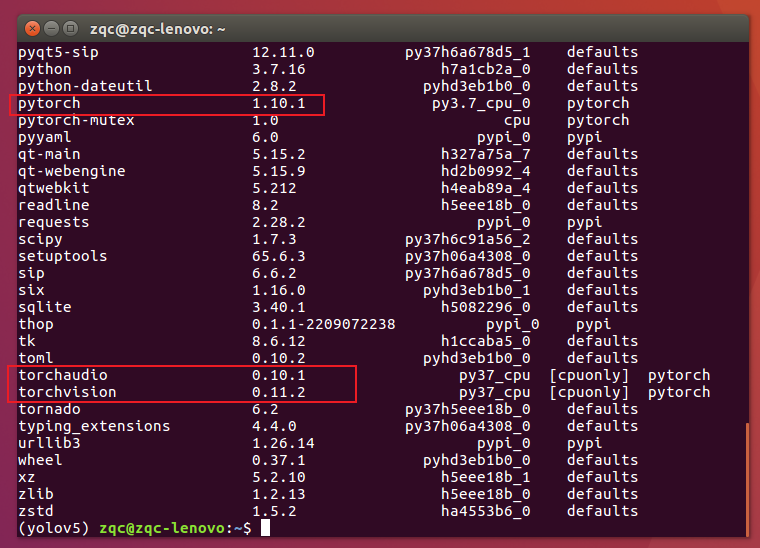 zqc@zqc-lenovo: ~
pyqt5-sip 12.11.0 py37h6a678d5_1 defaults
python 3.7.16 h7a1cb2a_0 defaults
python-dateutil 2.8.2 pyhd3eb1b0_0 defaults
pytorch 1.10.1 py3.7_cpu_0 pytorch
pytorch-mutex 1.0 cpu pytorch
pyyaml 6.0 pypi_0 pypi
qt-main 5.15.2 h327a75a_7 defaults
qt-webengine 5.15.9 hd2b0992_4 defaults
qtwebkit 5.212 h4eab89a_4 defaults
readline 8.2 h5eee18b_0 defaults
requests 2.28.2 pypi_0 pypi
scipy 1.7.3 py37h6c91a56_2 defaults
setuptools 65.6.3 py37h06a4308_0 defaults
sip 6.6.2 py37h6a678d5_0 defaults
six 1.16.0 pyhd3eb1b0_1 defaults
sqlite 3.40.1 h5082296_0 defaults
thop 0.1.1-2209072238 pypi_0 pypi
tk 8.6.12 h1ccaba5_0 defaults
toml 0.10.2 pyhd3eb1b0_0 defaults
torchaudio 0.10.1 py37_cpu [cpuonly] pytorch
torchvision 0.11.2 py37_cpu [cpuonly] pytorch
tornado 6.2 py37h5eee18b_0 defaults
typing_extensions 4.4.0 py37h06a4308_0 defaults
urllib3 1.26.14 pypi_0 pypi
wheel 0.37.1 pyhd3eb1b0_0 defaults
xz 5.2.10 h5eee18b_1 defaults
zlib 1.2.13 h5eee18b_0 defaults
zstd 1.5.2 ha4553b6_0 defaults
(yolov5) zqc@zqc-lenovo:~$